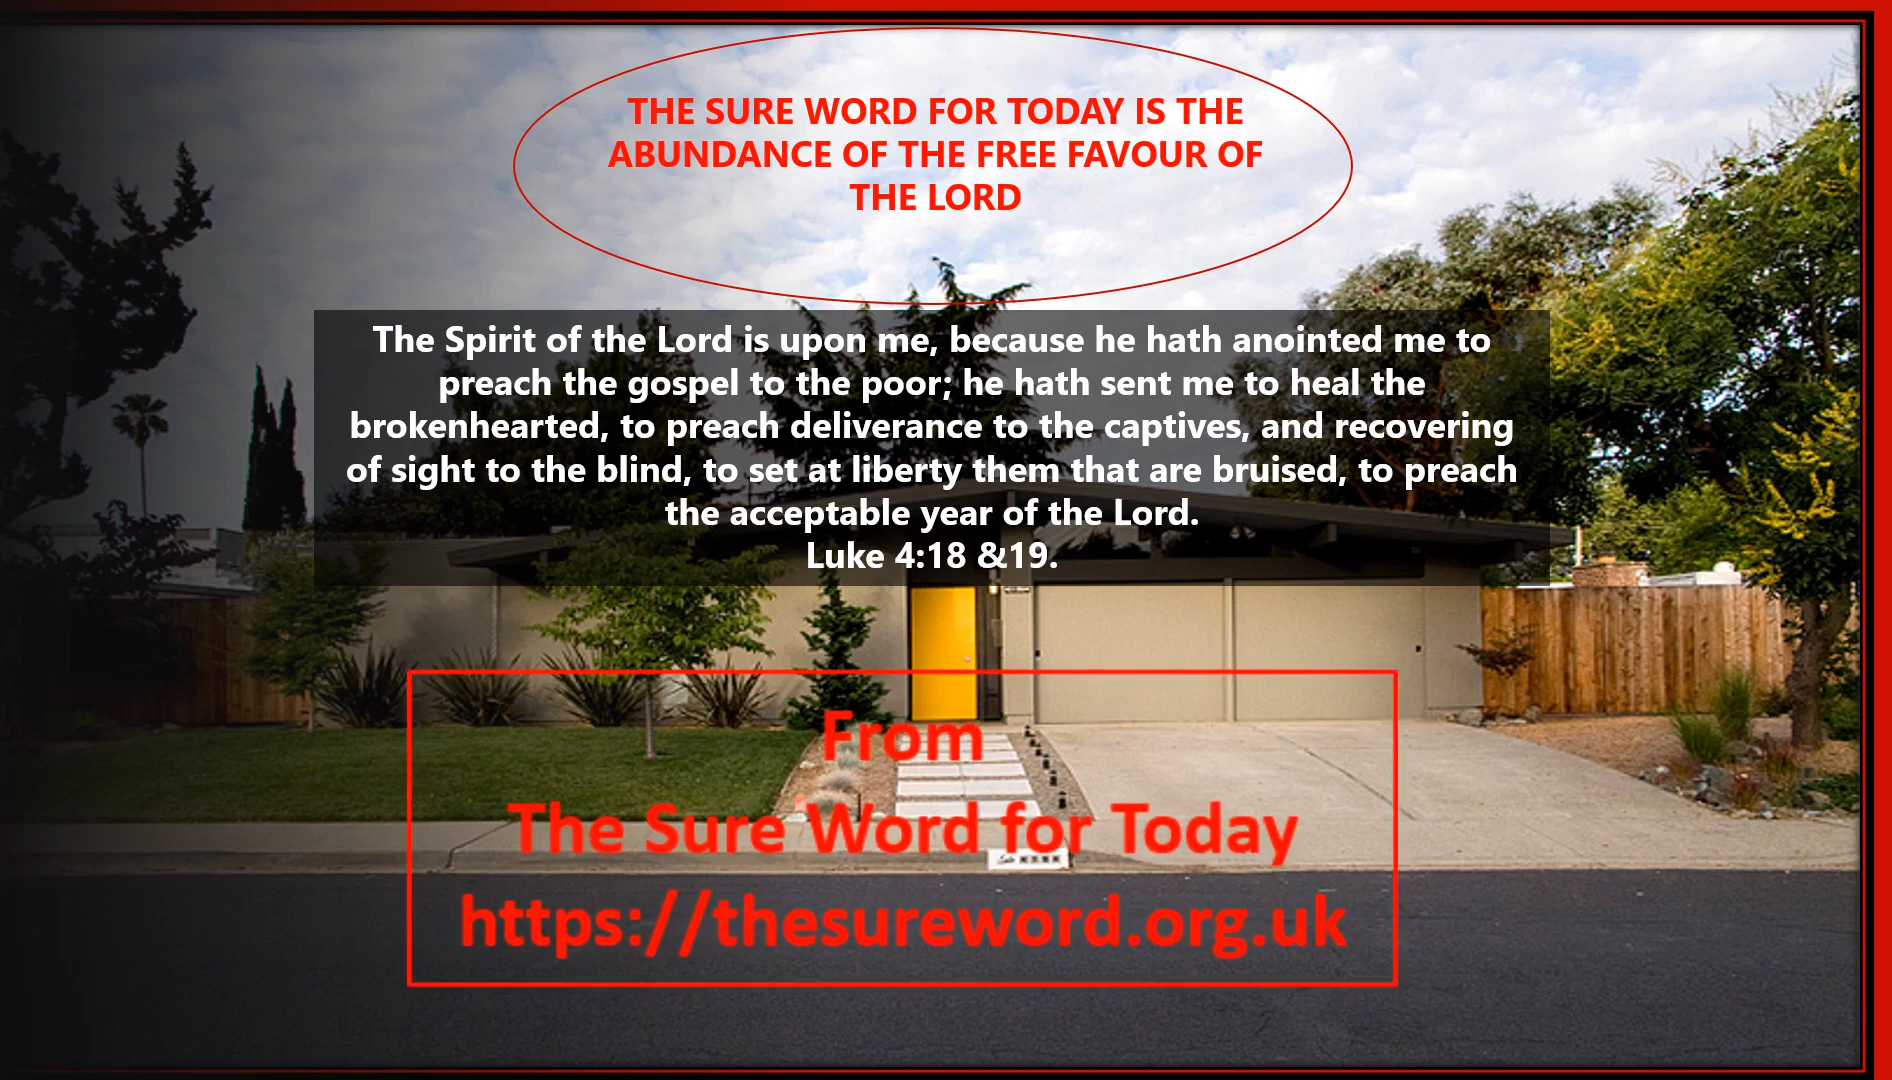 THE SURE WORD FOR TODAY IS THE
ABUNDANCE OF THE FREE FAVOUR OF
THE LORD
The Spirit of the Lord is upon me, because he hath anointed me to
preach the gospel to the poor; he hath sent me to heal the
brokenhearted, to preach deliverance to the captives, and recovering
of sight to the blind, to set at liberty them that are bruised, to preach
the acceptable year of the Lord.
Luke 4:18 &19.
From
The Sure Word for Today
https://thesureword.org.uk